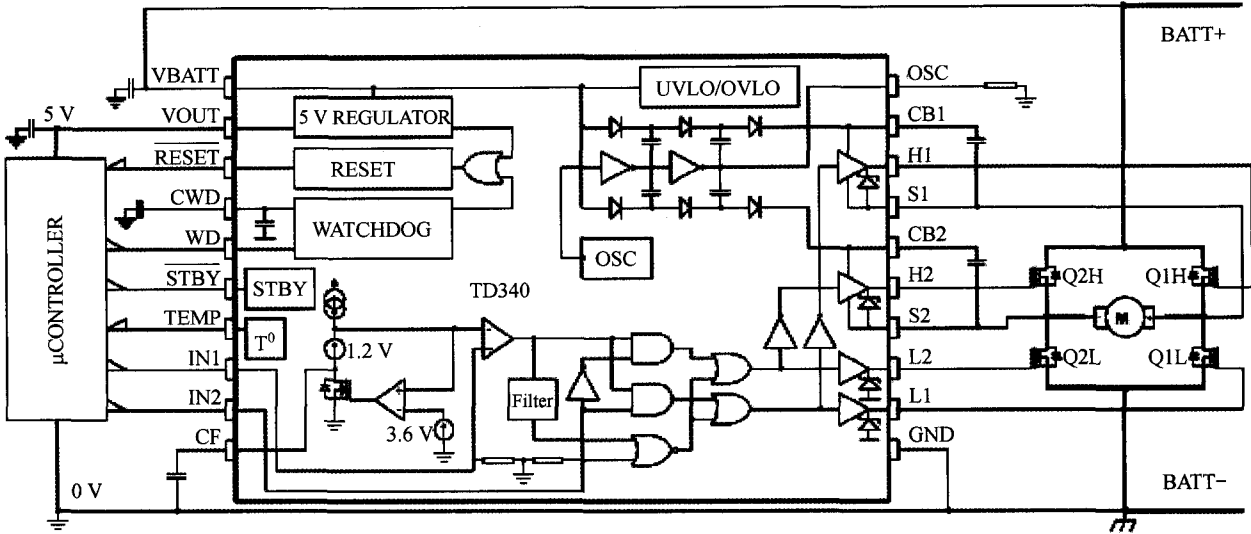 BATT+
VBATT
OSC
UVLO/OVLO
5 V
VOUT
5 V REGULATOR
CB1
RESET
RESET
H1
CWD
S1
μCONTROLLER
WATCHDOG
WD
CB2
OSC
STBY
STBY
TD340
H2
Q2H
Q1H
TEMP
T⁰
S2
M
1.2 V
IN1
L2
Q2L
Q1L
IN2
Filter
L1
3.6 V
CF
GND
0 V
BATT−